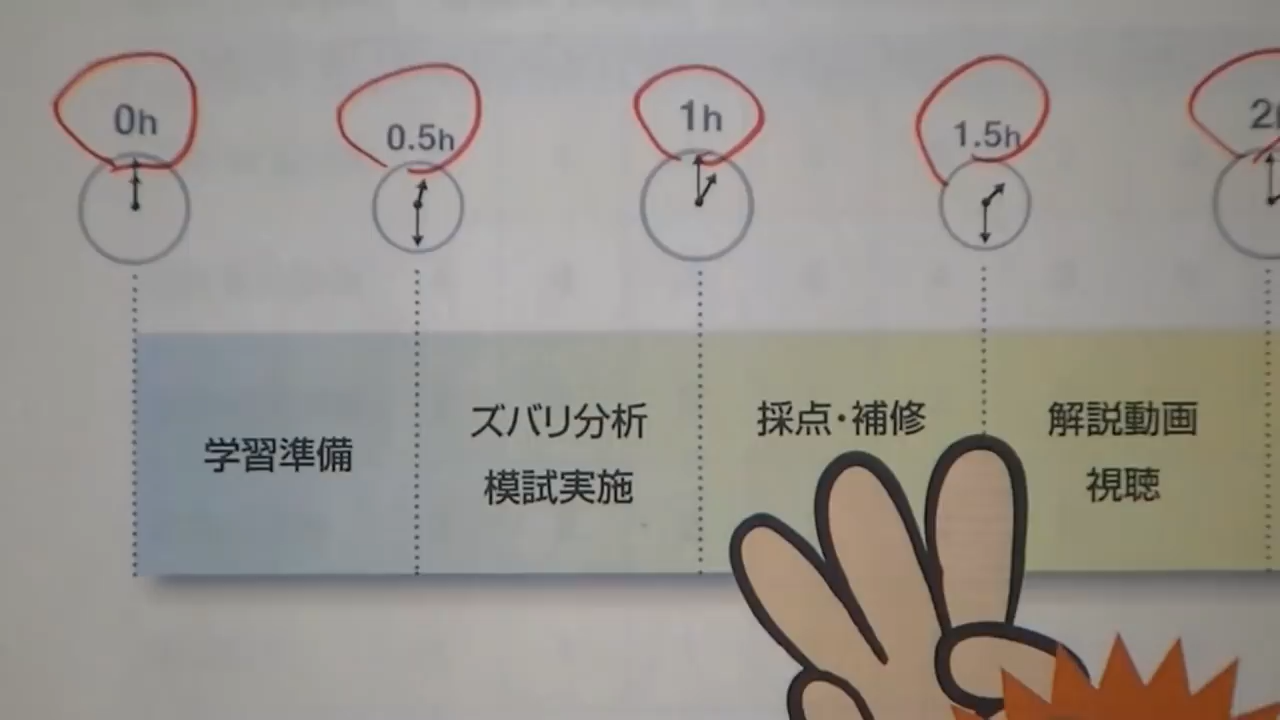 0h
0.5h
1h
1.5h
学習準備
ズバリ分析
模試実施
採点・補修
解説動画
視聴